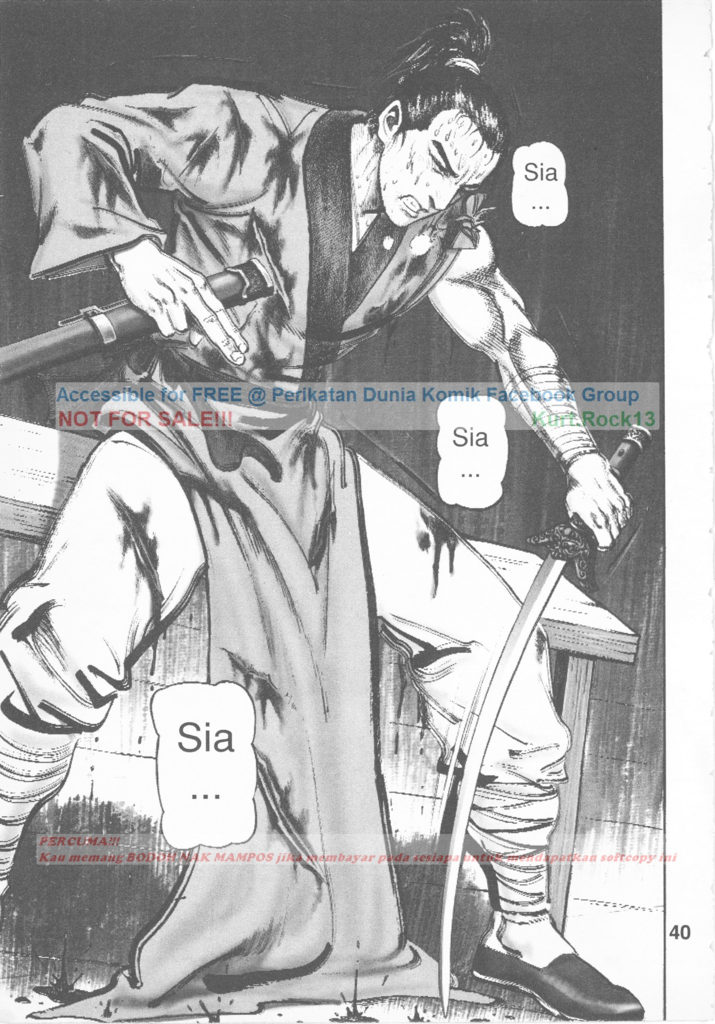 Sia
...
Accessible for FREE @ Perikatan Dunia Komik Facebook Group
NOT FOR SALE!!!
Kurt.Rock13
Sia
...
Sia
...
PERCUMA!!!
Kau memang BODOH NAK MAMPOS jika membayar pada sesiapa untuk mendapatkan softcopy ini
40